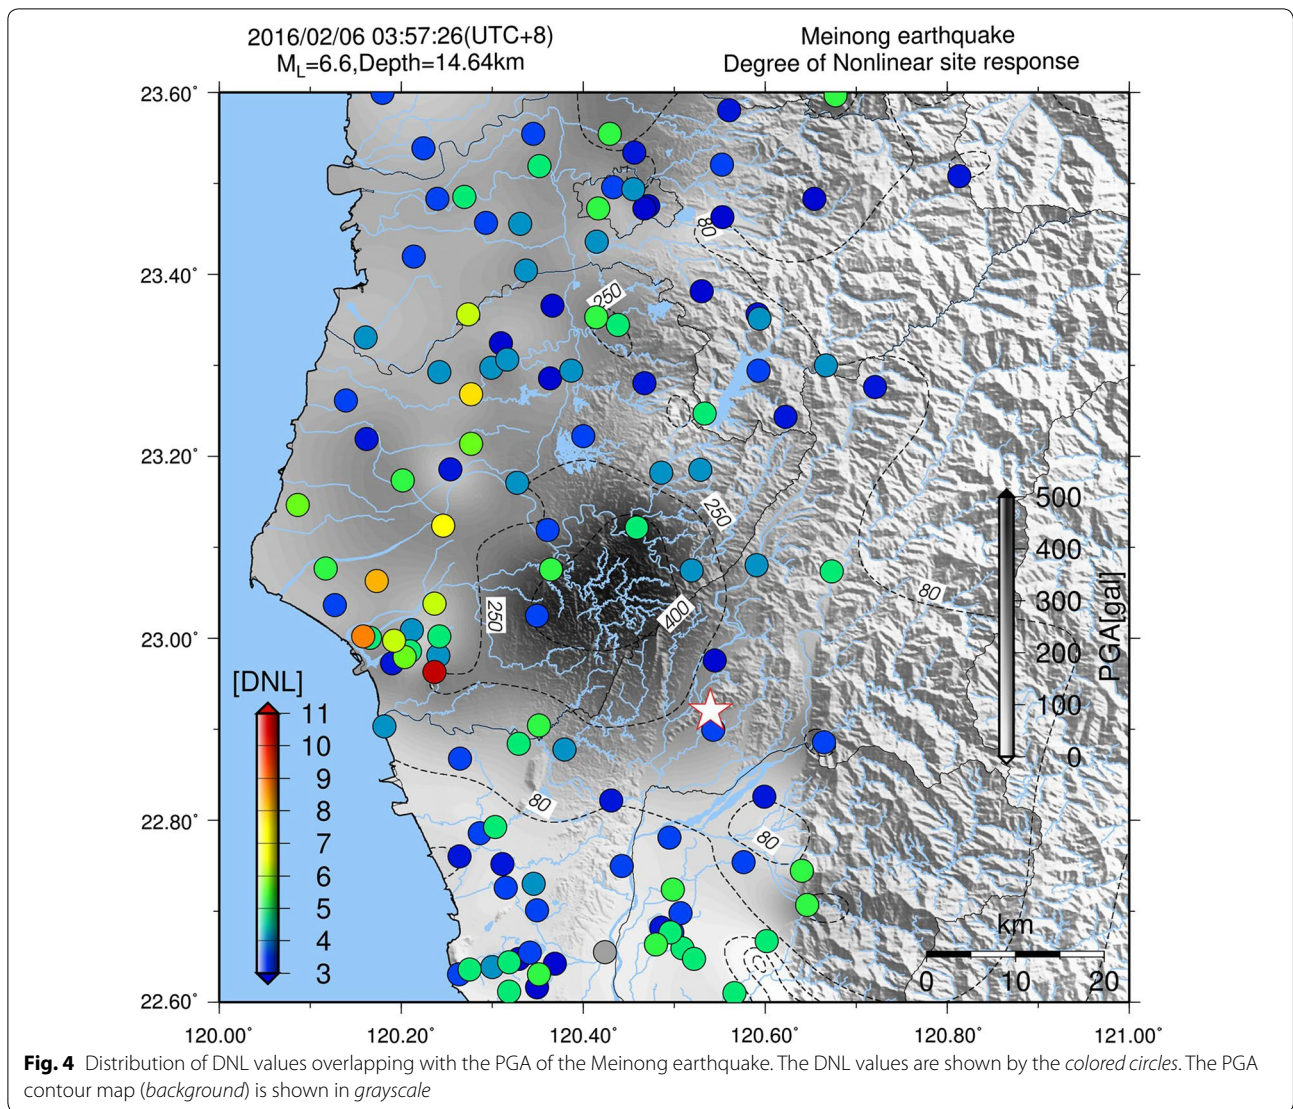 2016/02/06 03:57:26(UTC+8)
Meinong earthquake
ML=6.6,Depth=14.64km
Degree of Nonlinear site response
23.60˚
23.40˚
23.20˚
23.00˚
22.80˚
22.60˚
80
250
250
250
400
80
80
80
500
400
300
200
100
0
PGA[gal]
[DNL]
11
10
9
8
7
6
5
4
3
km
0 10 20
120.00˚ 120.20˚ 120.40˚ 120.60˚ 120.80˚ 121.00˚
Fig. 4 Distribution of DNL values overlapping with the PGA of the Meinong earthquake. The DNL values are shown by the colored circles. The PGA
contour map (background) is shown in grayscale